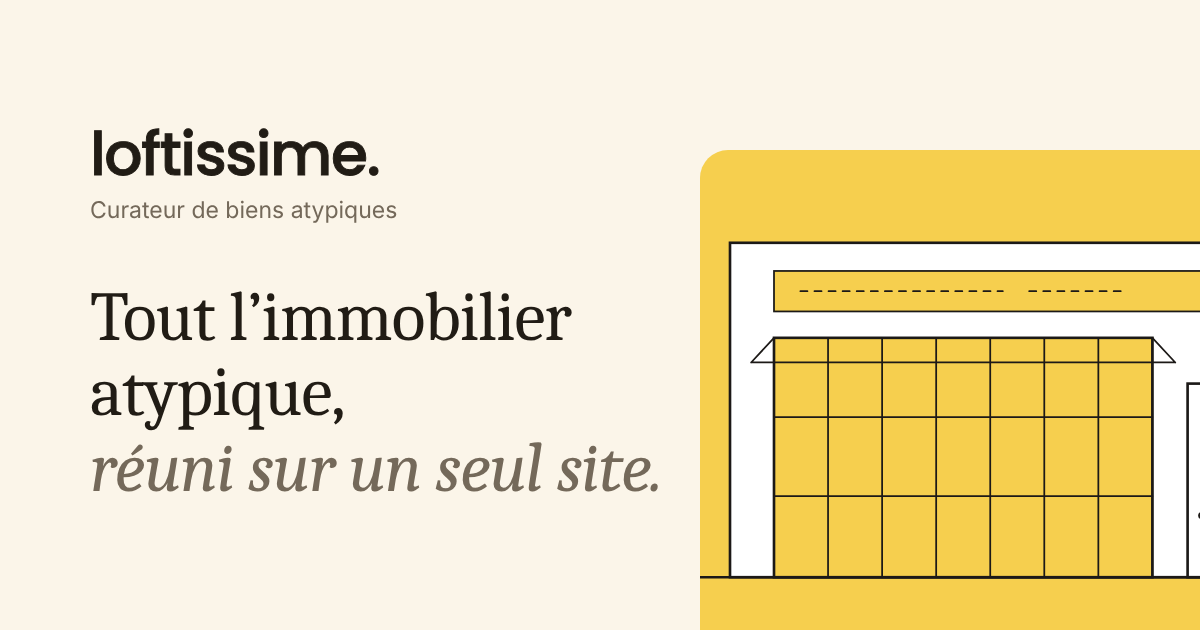 loftissime.
Curateur de biens atypiques
Tout l’immobilier
atypique,
réuni sur un seul site.